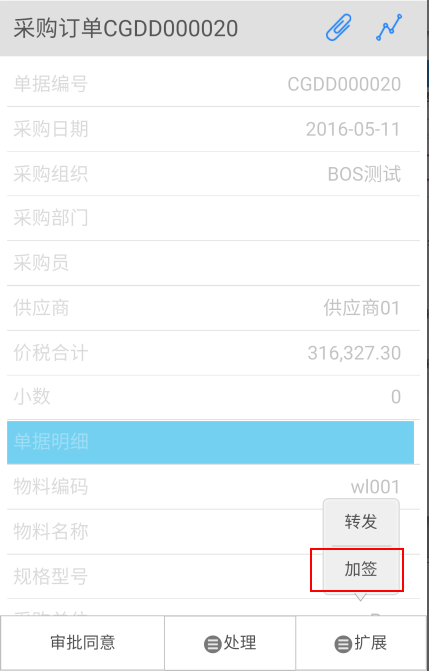 采购订单CGDD000020
单据编号 CGDD000020
采购日期 2016-05-11
采购组织 BOS测试
采购部门
采购员
供应商 供应商01
价税合计 316,327.30
小数 0
单据明细
物料编码 wl001
物料名称
转发
规格型号
加签
审批同意 处理 扩展